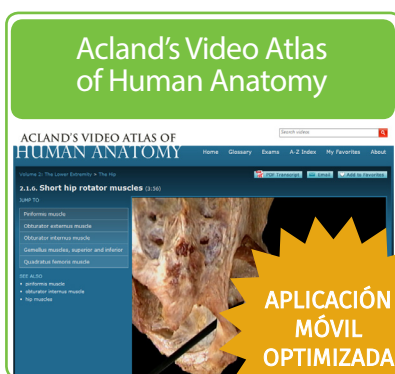 Acland's Video Atlas
of Human Anatomy
Search videos
ACLAND'S VIDEO ATLAS OF
HUMAN ANATOMY
Home Glossary Exams A-Z Index My Favorites About
Volume 2: The Lower Extremity » The Hip
PDF Transcript Email Add to Favorites
2.1.6. Short hip rotator muscles (3:56)
JUMP TO
Piriformis muscle
Obturator externus muscle
Obturator internus muscle
Gemellus muscles, superior and inferior
Quadratus femoris muscle
SEE ALSO
• piriformis muscle
• obturator internus muscle
• hip muscles
APLICACIÓN
MÓVIL
OPTIMIZADA